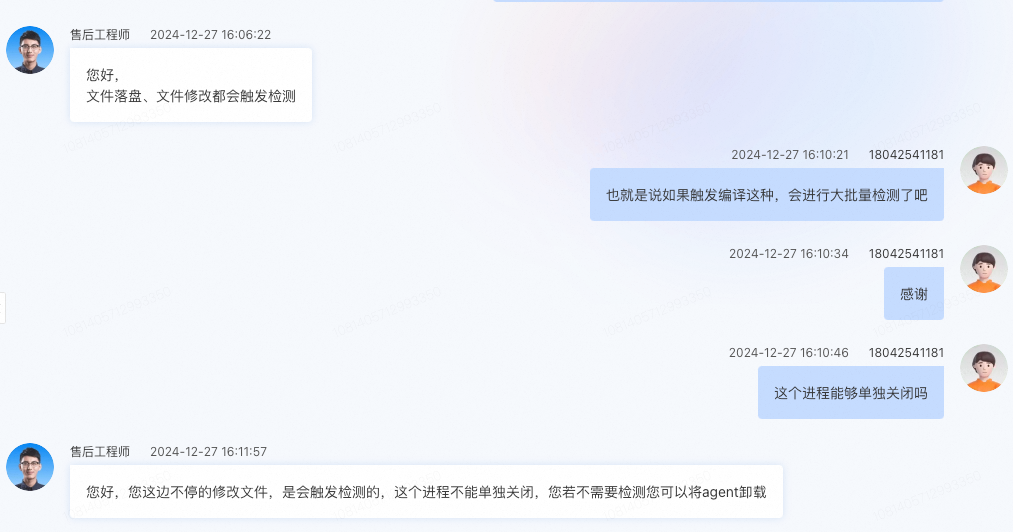 售后工程师 2024-12-27 16:06:22
您好，
文件落盘、文件修改都会触发检测
2024-12-27 16:10:21 18042541181
也就是说如果触发编译这种，会进行大批量检测了吧
2024-12-27 16:10:34 18042541181
感谢
2024-12-27 16:10:46 18042541181
这个进程能够单独关闭吗
售后工程师 2024-12-27 16:11:57
您好，您这边不停的修改文件，是会触发检测的，这个进程不能单独关闭，您若不需要检测您可以将agent卸载